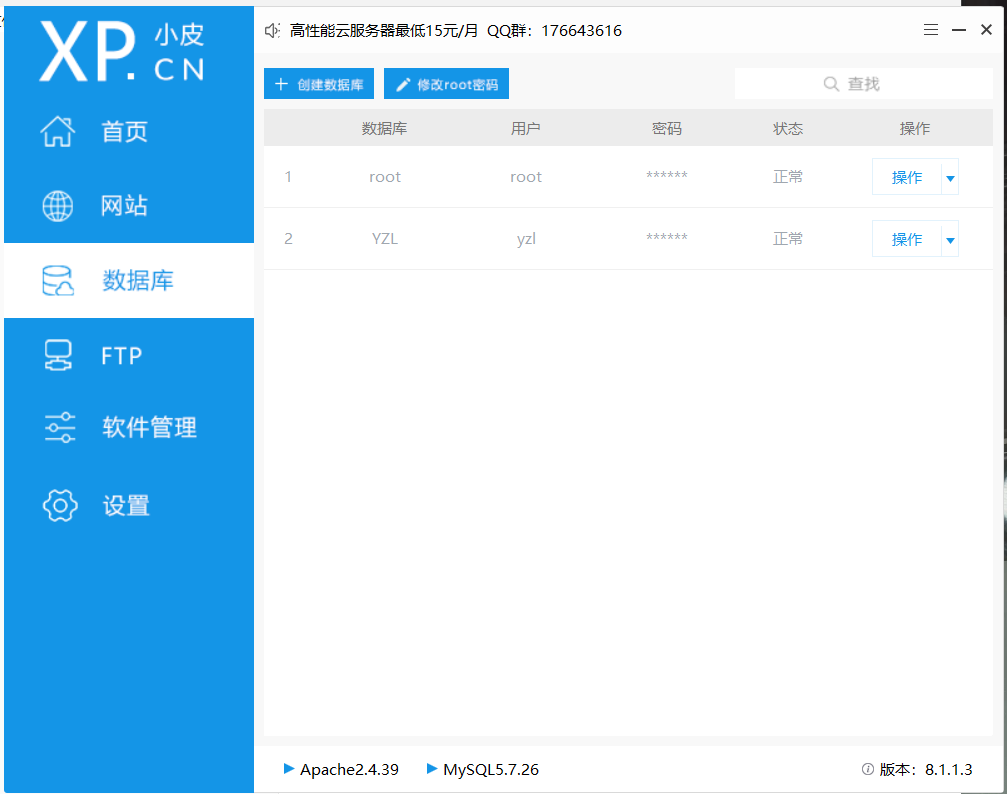 XP. 小皮 CN
首页
网站
数据库
FTP
软件管理
设置
高性能云服务器最低15元/月 QQ群：176643616
创建数据库 修改root密码 查找
数据库 用户 密码 状态 操作
1 root root ****** 正常 操作
2 YZL yzl ****** 正常 操作
Apache2.4.39 MySQL5.7.26 版本：8.1.1.3